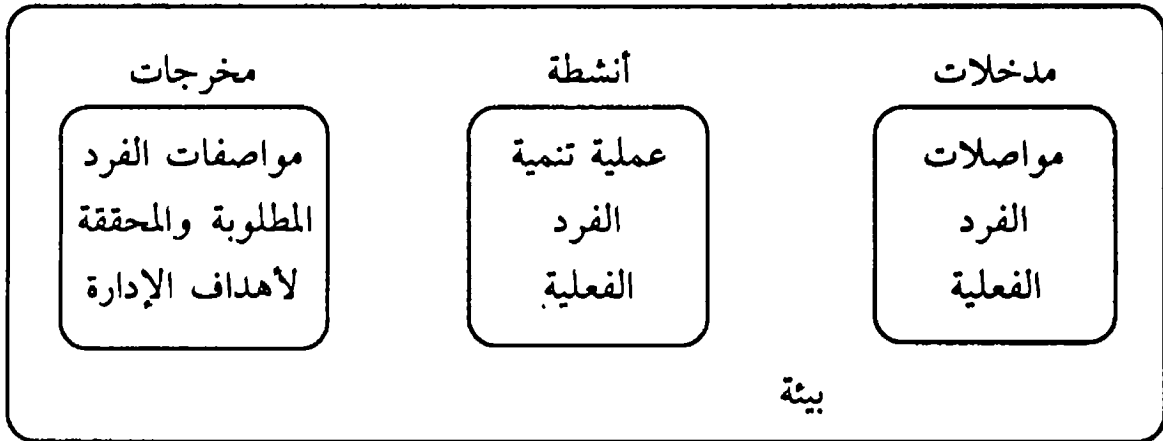 مدخلات
مواصلات
الفرد
الفعلية
أنشطة
عملية تنمية
الفرد
الفعلية
مخرجات
مواصفات الفرد
المطلوبة والمحققة
لأهداف الإدارة
بيئة